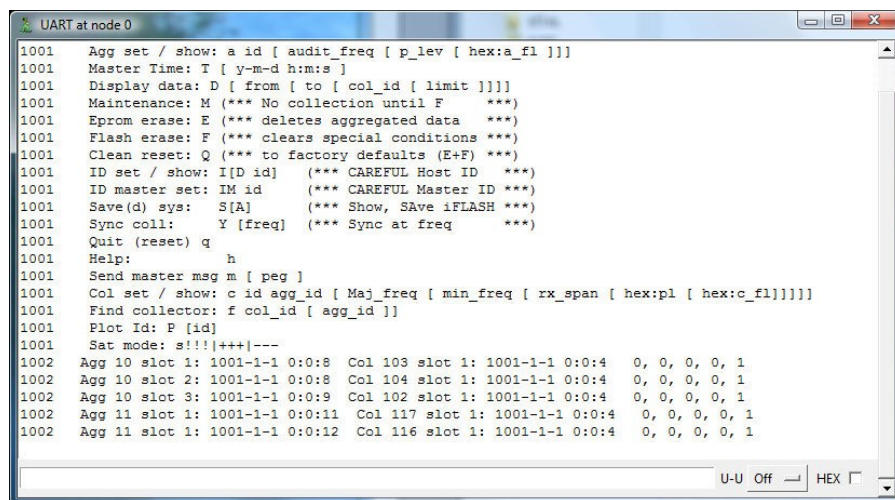 UART at node 0
1001 Agg set / show: a id [ audit_freq [ p_lev [ hex:a_fl ]]]
1001 Master Time: T [ y-m-d h:m:s ]
1001 Display data: D [ from [ to [ col_id [ limit ]]]]
1001 Maintenance: M (*** No collection until F ***)
1001 Eprom erase: E (*** deletes aggregated data ***)
1001 Flash erase: F (*** clears special conditions ***)
1001 Clean reset: Q (*** to factory defaults (E+F) ***)
1001 ID set / show: I[D id] (*** CAREFUL Host ID ***)
1001 ID master set: IM id (*** CAREFUL Master ID ***)
1001 Save(d) sys: S[A] (*** Show, SAve iFLASH ***)
1001 Sync coll: Y [freq] (*** Sync at freq ***)
1001 Quit (reset) q
1001 Help: h
1001 Send master msg m [ peg ]
1001 Col set / show: c id agg_id [ Maj_freq [ min_freq [ rx_span [ hex:pl [ hex:c_fl]]]]]
1001 Find collector: f col_id [ agg_id ]]
1001 Plot Id: P [id]
1001 Sat mode: s!!!|+++|---
1002 Agg 10 slot 1: 1001-1-1 0:0:8 Col 103 slot 1: 1001-1-1 0:0:4 0, 0, 0, 0, 1
1002 Agg 10 slot 2: 1001-1-1 0:0:8 Col 104 slot 1: 1001-1-1 0:0:4 0, 0, 0, 0, 1
1002 Agg 10 slot 3: 1001-1-1 0:0:9 Col 102 slot 1: 1001-1-1 0:0:4 0, 0, 0, 0, 1
1002 Agg 11 slot 1: 1001-1-1 0:0:11 Col 117 slot 1: 1001-1-1 0:0:4 0, 0, 0, 0, 1
1002 Agg 11 slot 1: 1001-1-1 0:0:12 Col 116 slot 1: 1001-1-1 0:0:4 0, 0, 0, 0, 1
U-U Off HEX